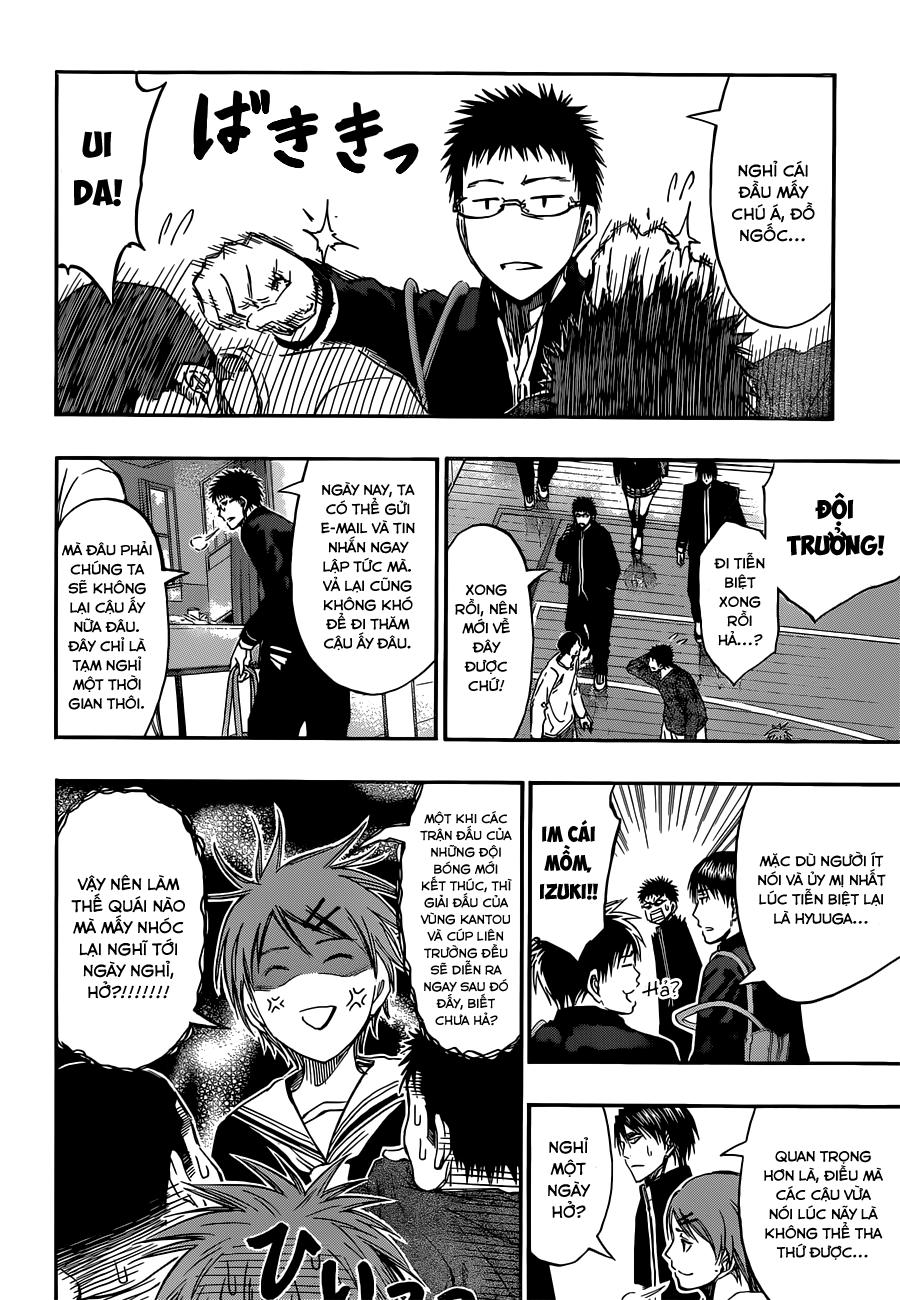 NGHỈ CÁI
ĐẦU MẤY
CHÚ Á, ĐỒ
NGỐC...
ばききっ
UI
DA!
ĐỘI
TRƯỞNG!
ĐI TIỄN
BIỆT
XONG
RỒI
HẢ...?
XONG
RỒI, NÊN
MỚI VỀ
ĐÂY
ĐƯỢC
CHỨ!
NGÀY NAY, TA
CÓ THỂ GỬI
E-MAIL VÀ TIN
NHẮN NGAY
LẬP TỨC MÀ.
VẢ LẠI CŨNG
KHÔNG KHÓ
ĐỂ ĐI THĂM
CẬU ẤY ĐÂU.
MÀ ĐÂU PHẢI
CHÚNG TA
SẼ KHÔNG
LẠI CẬU ẤY
NỮA ĐÂU.
ĐÂY CHỈ LÀ
TẠM NGHỈ
MỘT THỜI
GIAN THÔI.
MẶC DÙ NGƯỜI ÍT
NÓI VÀ ỦY MỊ NHẤT
LÚC TIỄN BIỆT LẠI
LÀ HYUUGA...
IM CÁI
MỒM,
IZUKI!!
HẢ?
QUAN TRỌNG
HƠN LÀ, ĐIỀU MÀ
CÁC CẬU VỪA
NÓI LÚC NÃY LÀ
KHÔNG THỂ THA
THỨ ĐƯỢC...
NGHỈ
MỘT
NGÀY
HỞ?
MỘT KHI CÁC
TRẬN ĐẤU CỦA
NHỮNG ĐỘI
BÓNG MỚI
KẾT THÚC, THÌ
GIẢI ĐẤU CỦA
VÙNG KANTOU
VÀ CÚP LIÊN
TRƯỜNG ĐỀU
SẼ DIỄN RA
NGAY SAU ĐÓ
ĐẤY, BIẾT
CHƯA HẢ?
VẬY NÊN LÀM
THẾ QUÁI NÀO
MÀ MẤY NHÓC
LẠI NGHĨ TỚI
NGÀY NGHỈ,
HỞ?!!!!!!!